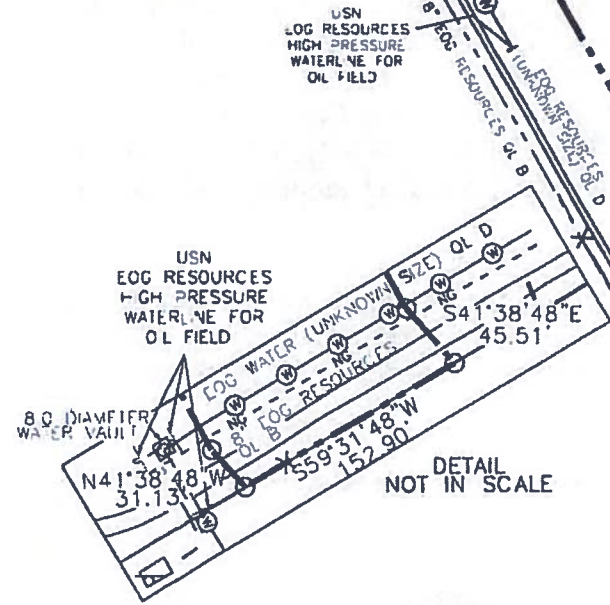 USN
EOG RESOURCES
HIGH PRESSURE
WATERLINE FOR
OIL FIELD
8" EOG RESOURCES QL B
EOG RESOURCES QL D
(UNKNOWN SIZE)
USN
EOG RESOURCES
HIGH PRESSURE
WATERLINE FOR
OIL FIELD
EOG WATER (UNKNOWN SIZE) QL D
W
W
W
W
W
W
NG
NG
NG
8" EOG RESOURCES
QL B
S41°38'48"E
45.51'
8.0' DIAMETER
WATER VAULT
N41°38'48"W
31.13'
S59°31'48"W
152.90'
DETAIL
NOT IN SCALE